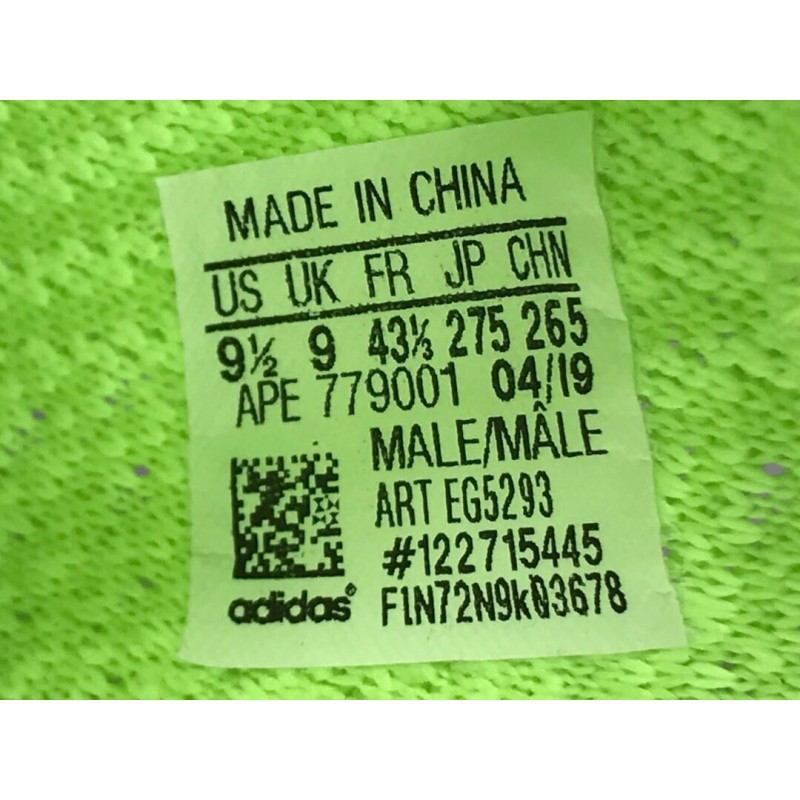 MADE IN CHINA
US UK FR JP CHN
9½ 9 43⅓ 275 265
APE 779001 04/19
MALE/MÂLE
ART EG5293
#122715445
adidas® F1N72N9k03678